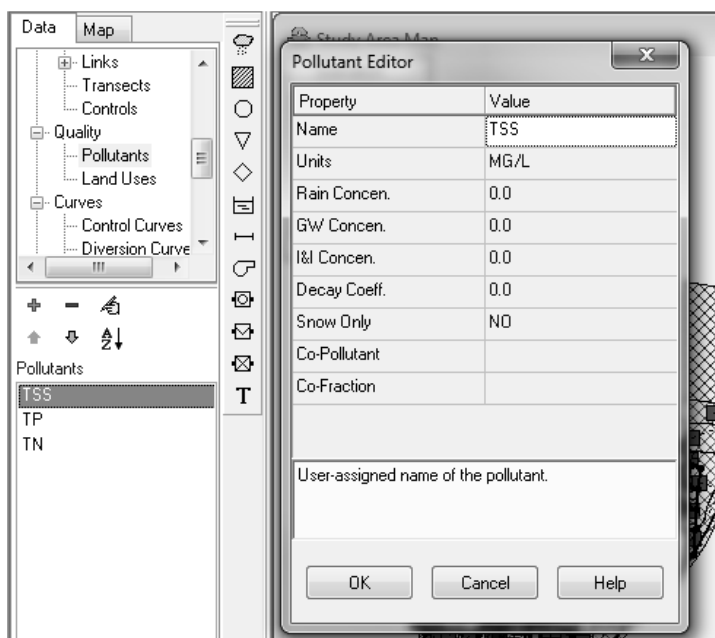 Data Map
Links
Transects
Controls
Quality
Pollutants
Land Uses
Curves
Control Curves
Diversion Curve
Pollutants
TSS
TP
TN
T
Study Area Map
Pollutant Editor
Property Value
Name TSS
Units MG/L
Rain Concen. 0.0
GW Concen. 0.0
I&I Concen. 0.0
Decay Coeff. 0.0
Snow Only NO
Co-Pollutant
Co-Fraction
User-assigned name of the pollutant.
OK Cancel Help